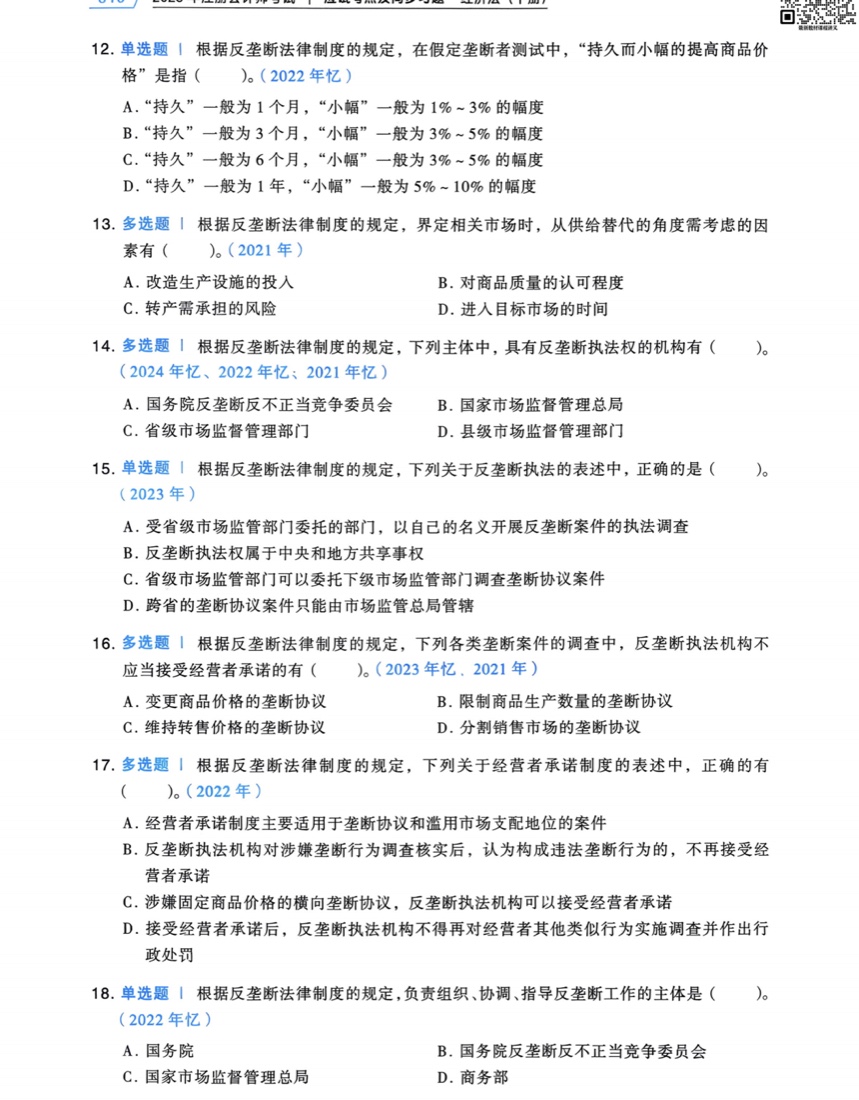 12. 单选题 | 根据反垄断法律制度的规定，在假定垄断者测试中，“持久而小幅的提高商品价
格”是指（　　）。（2022 年忆）
A. “持久”一般为 1 个月，“小幅”一般为 1% ~ 3% 的幅度
B. “持久”一般为 3 个月，“小幅”一般为 3% ~ 5% 的幅度
C. “持久”一般为 6 个月，“小幅”一般为 3% ~ 5% 的幅度
D. “持久”一般为 1 年，“小幅”一般为 5% ~ 10% 的幅度
13. 多选题 | 根据反垄断法律制度的规定，界定相关市场时，从供给替代的角度需考虑的因
素有（　　）。（2021 年）
A. 改造生产设施的投入　　B. 对商品质量的认可程度
C. 转产需承担的风险　　D. 进入目标市场的时间
14. 多选题 | 根据反垄断法律制度的规定，下列主体中，具有反垄断执法权的机构有（　　）。
（2024 年忆、2022 年忆、2021 年忆）
A. 国务院反垄断反不正当竞争委员会　　B. 国家市场监督管理总局
C. 省级市场监督管理部门　　D. 县级市场监督管理部门
15. 单选题 | 根据反垄断法律制度的规定，下列关于反垄断执法的表述中，正确的是（　　）。
（2023 年）
A. 受省级市场监管部门委托的部门，以自己的名义开展反垄断案件的执法调查
B. 反垄断执法权属于中央和地方共享事权
C. 省级市场监管部门可以委托下级市场监管部门调查垄断协议案件
D. 跨省的垄断协议案件只能由市场监管总局管辖
16. 多选题 | 根据反垄断法律制度的规定，下列各类垄断案件的调查中，反垄断执法机构不
应当接受经营者承诺的有（　　）。（2023 年忆、2021 年）
A. 变更商品价格的垄断协议　　B. 限制商品生产数量的垄断协议
C. 维持转售价格的垄断协议　　D. 分割销售市场的垄断协议
17. 多选题 | 根据反垄断法律制度的规定，下列关于经营者承诺制度的表述中，正确的有
（　　）。（2022 年）
A. 经营者承诺制度主要适用于垄断协议和滥用市场支配地位的案件
B. 反垄断执法机构对涉嫌垄断行为调查核实后，认为构成违法垄断行为的，不再接受经
营者承诺
C. 涉嫌固定商品价格的横向垄断协议，反垄断执法机构可以接受经营者承诺
D. 接受经营者承诺后，反垄断执法机构不得再对经营者其他类似行为实施调查并作出行
政处罚
18. 单选题 | 根据反垄断法律制度的规定,负责组织、协调、指导反垄断工作的主体是（　　）。
（2022 年忆）
A. 国务院　　B. 国务院反垄断反不正当竞争委员会
C. 国家市场监督管理总局　　D. 商务部